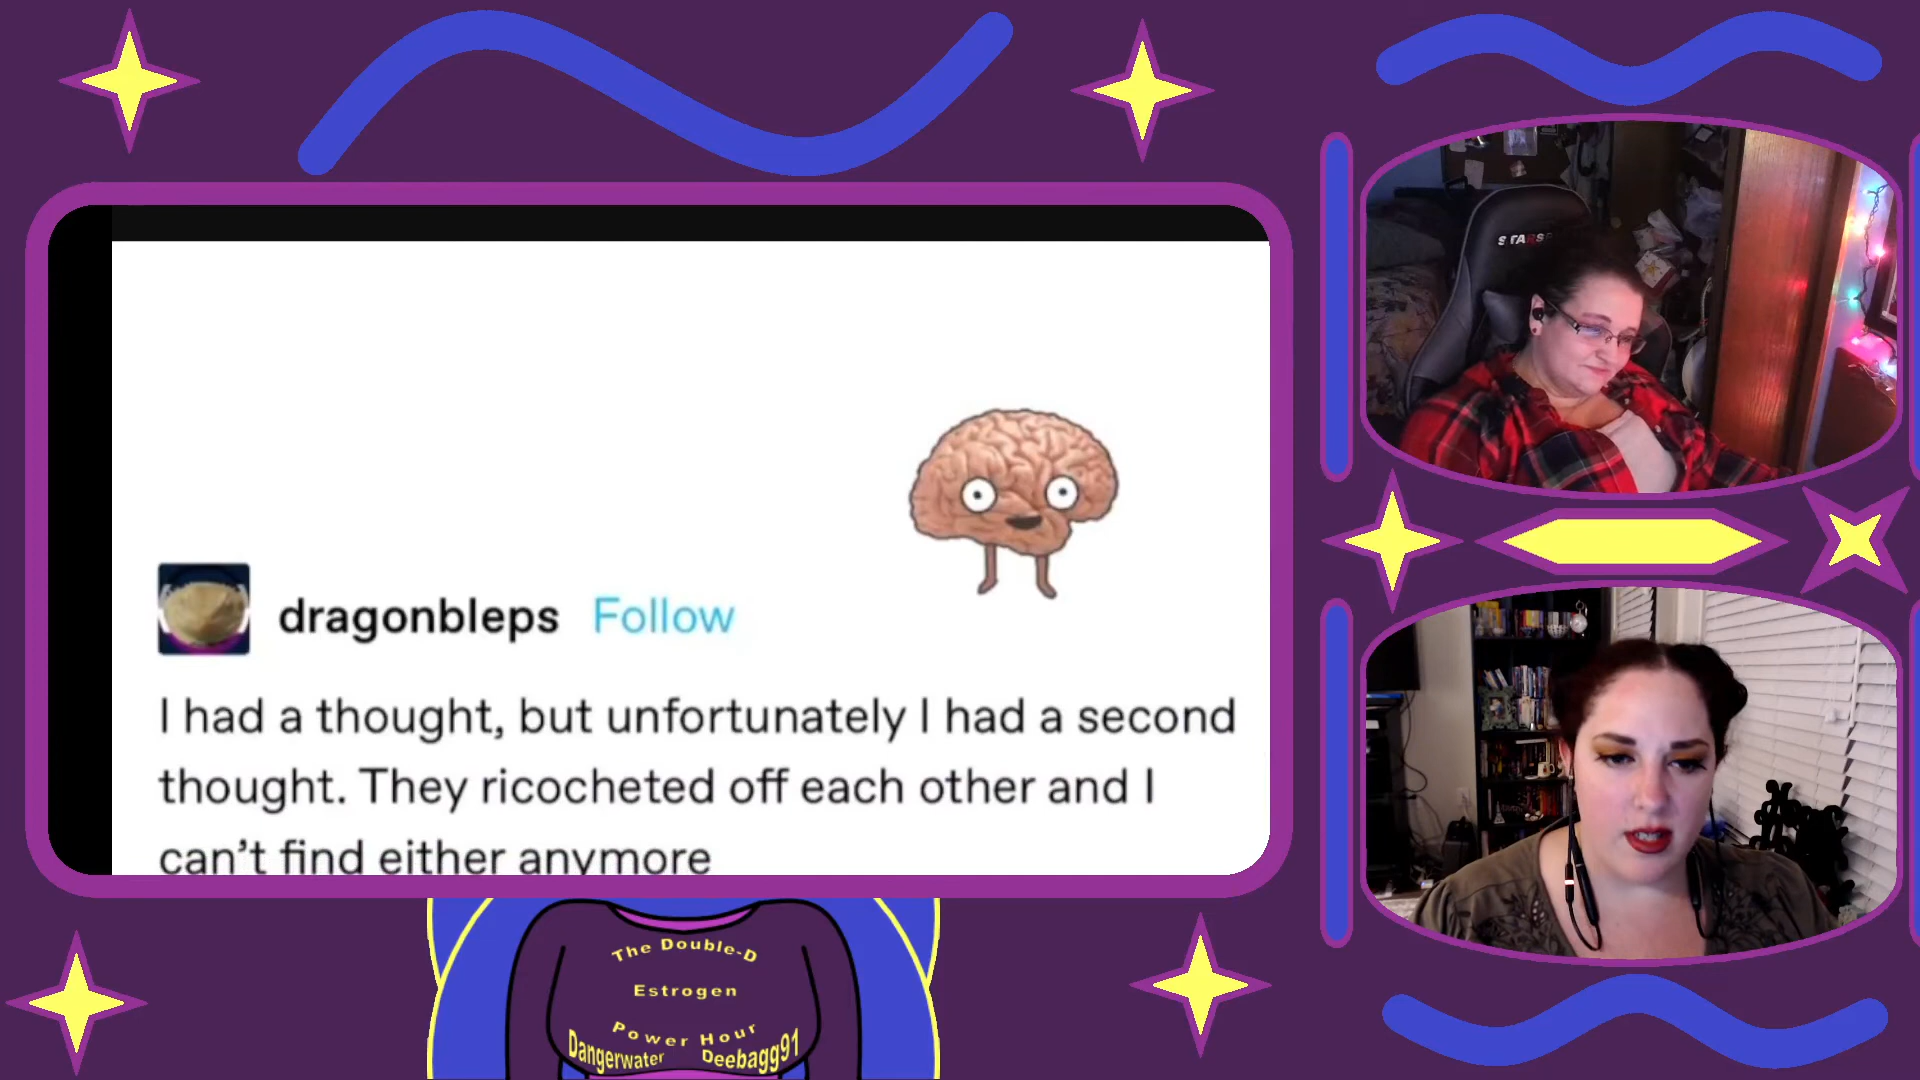 STARS
dragonbleps Follow
I had a thought, but unfortunately I had a second
thought. They ricocheted off each other and I
can't find either anymore
The Double-D
Estrogen
Power Hour
Dangerwater Deebagg91